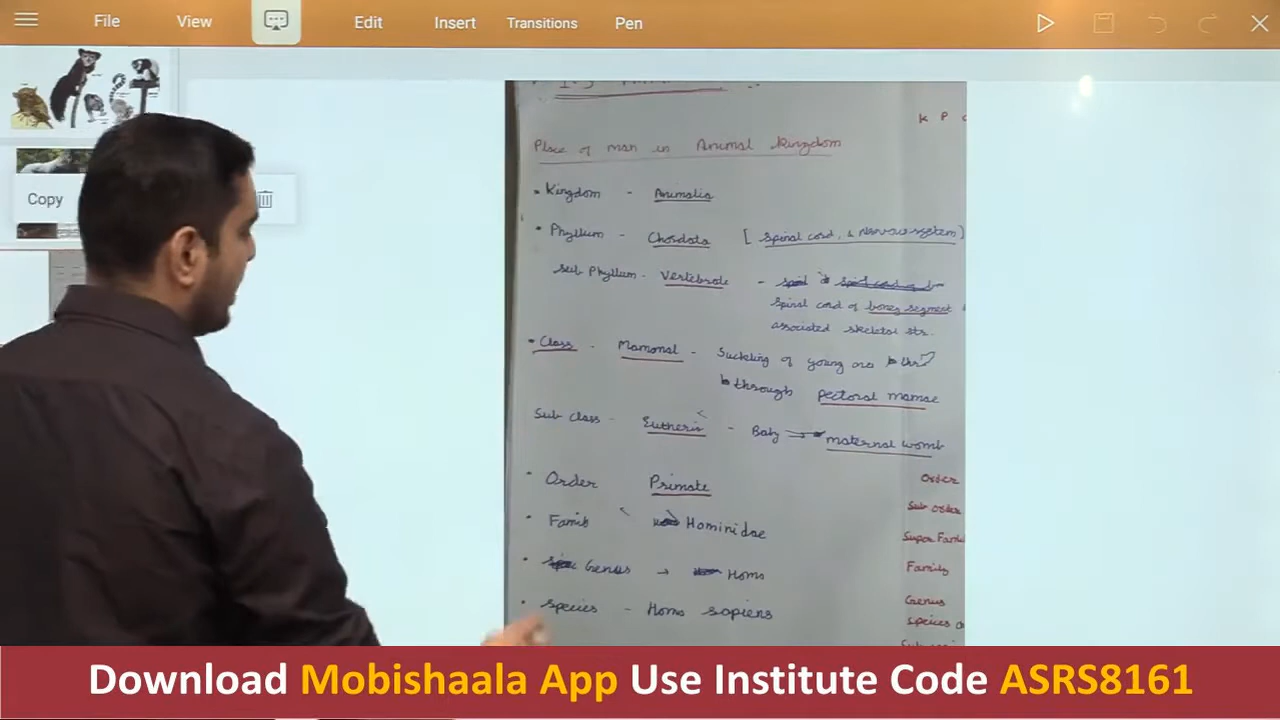 File View Edit Insert Transitions Pen
Copy
K P C
Place of man in Animal Kingdom
• Kingdom - Animalia
• Phyllum - Chordata [ Spinal cord, & Nervous system )
Sub Phyllum - Vertebrate -
spinal cord of boney segment
associated skeletal str.
• Class - Mammal - Suckling of young ones
through pectoral mamae
Sub class - Eutheria - Baby → maternal womb
• Order Primate
• Family Hominidae
• Genus → Homo
• Species - Homo sapiens
Order
Sub order
Super Family
Family
Genus
Species
Download Mobishaala App Use Institute Code ASRS8161